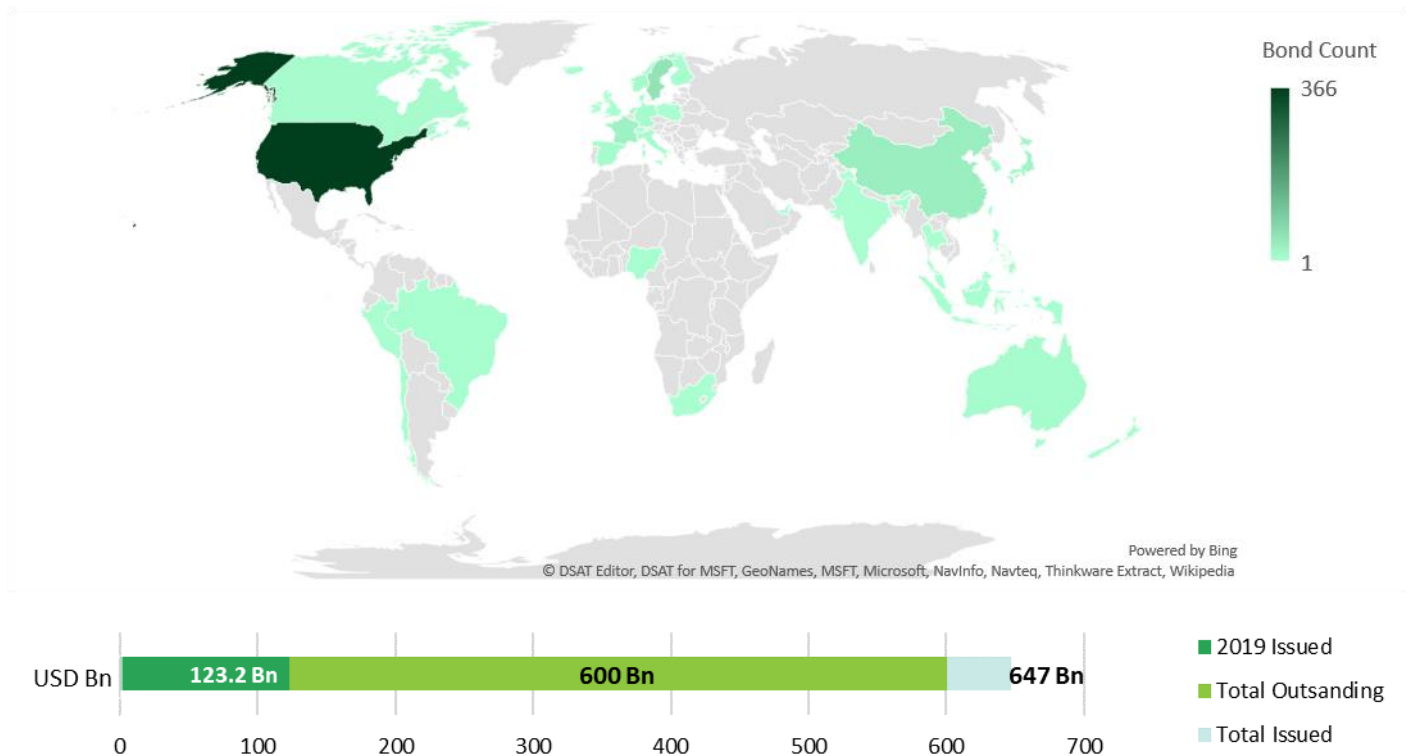 Bond Count
366
1
Powered by Bing
© DSAT Editor, DSAT for MSFT, GeoNames, MSFT, Microsoft, NavInfo, Navteq, Thinkware Extract, Wikipedia
USD Bn
123.2 Bn
600 Bn
647 Bn
0 100 200 300 400 500 600 700
2019 Issued
Total Outsanding
Total Issued